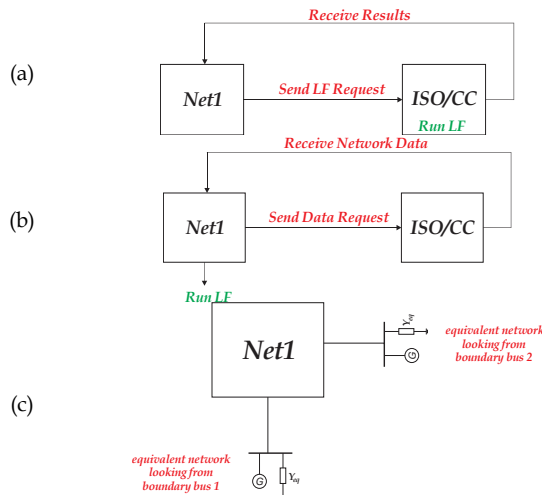 Receive Results
(a)
Net1
Send LF Request
ISO/CC
Run LF
Receive Network Data
(b)
Net1
Send Data Request
ISO/CC
Run LF
Net1
Yeq
G
equivalent network
looking from
boundary bus 2
(c)
equivalent network
looking from
boundary bus 1
G
Yeq